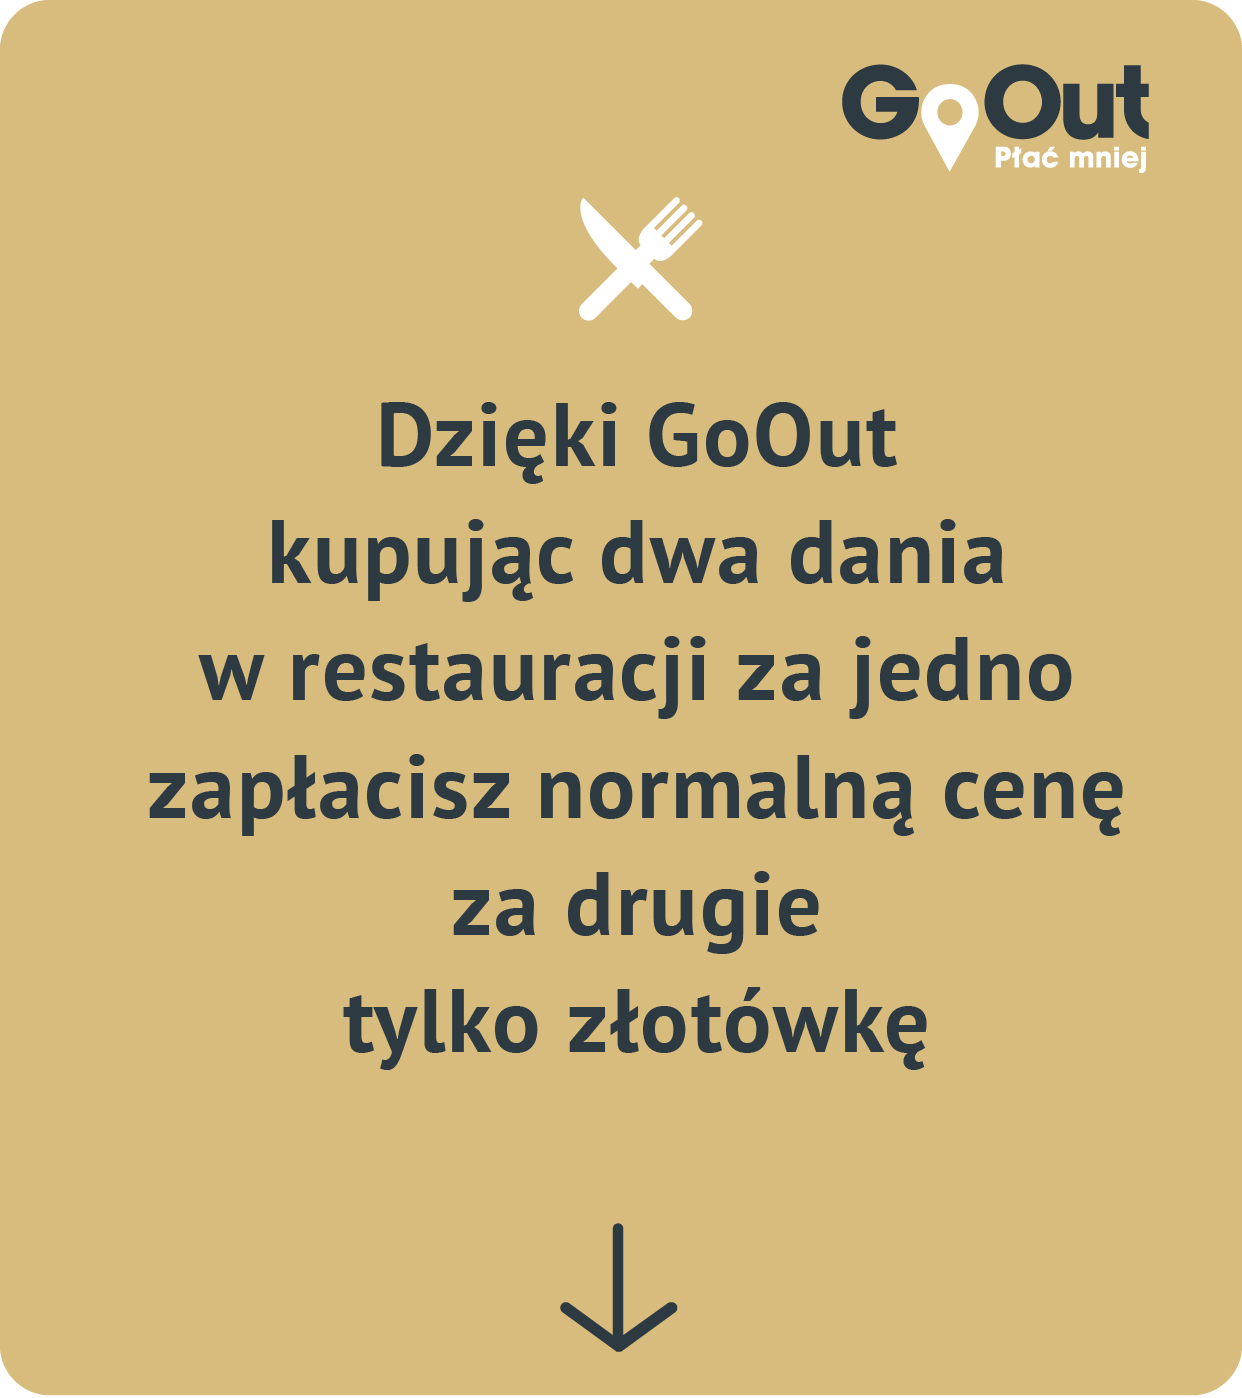 GoOut
Płać mniej
Dzięki GoOut
kupując dwa dania
w restauracji za jedno
zapłacisz normalną cenę
za drugie
tylko złotówkę